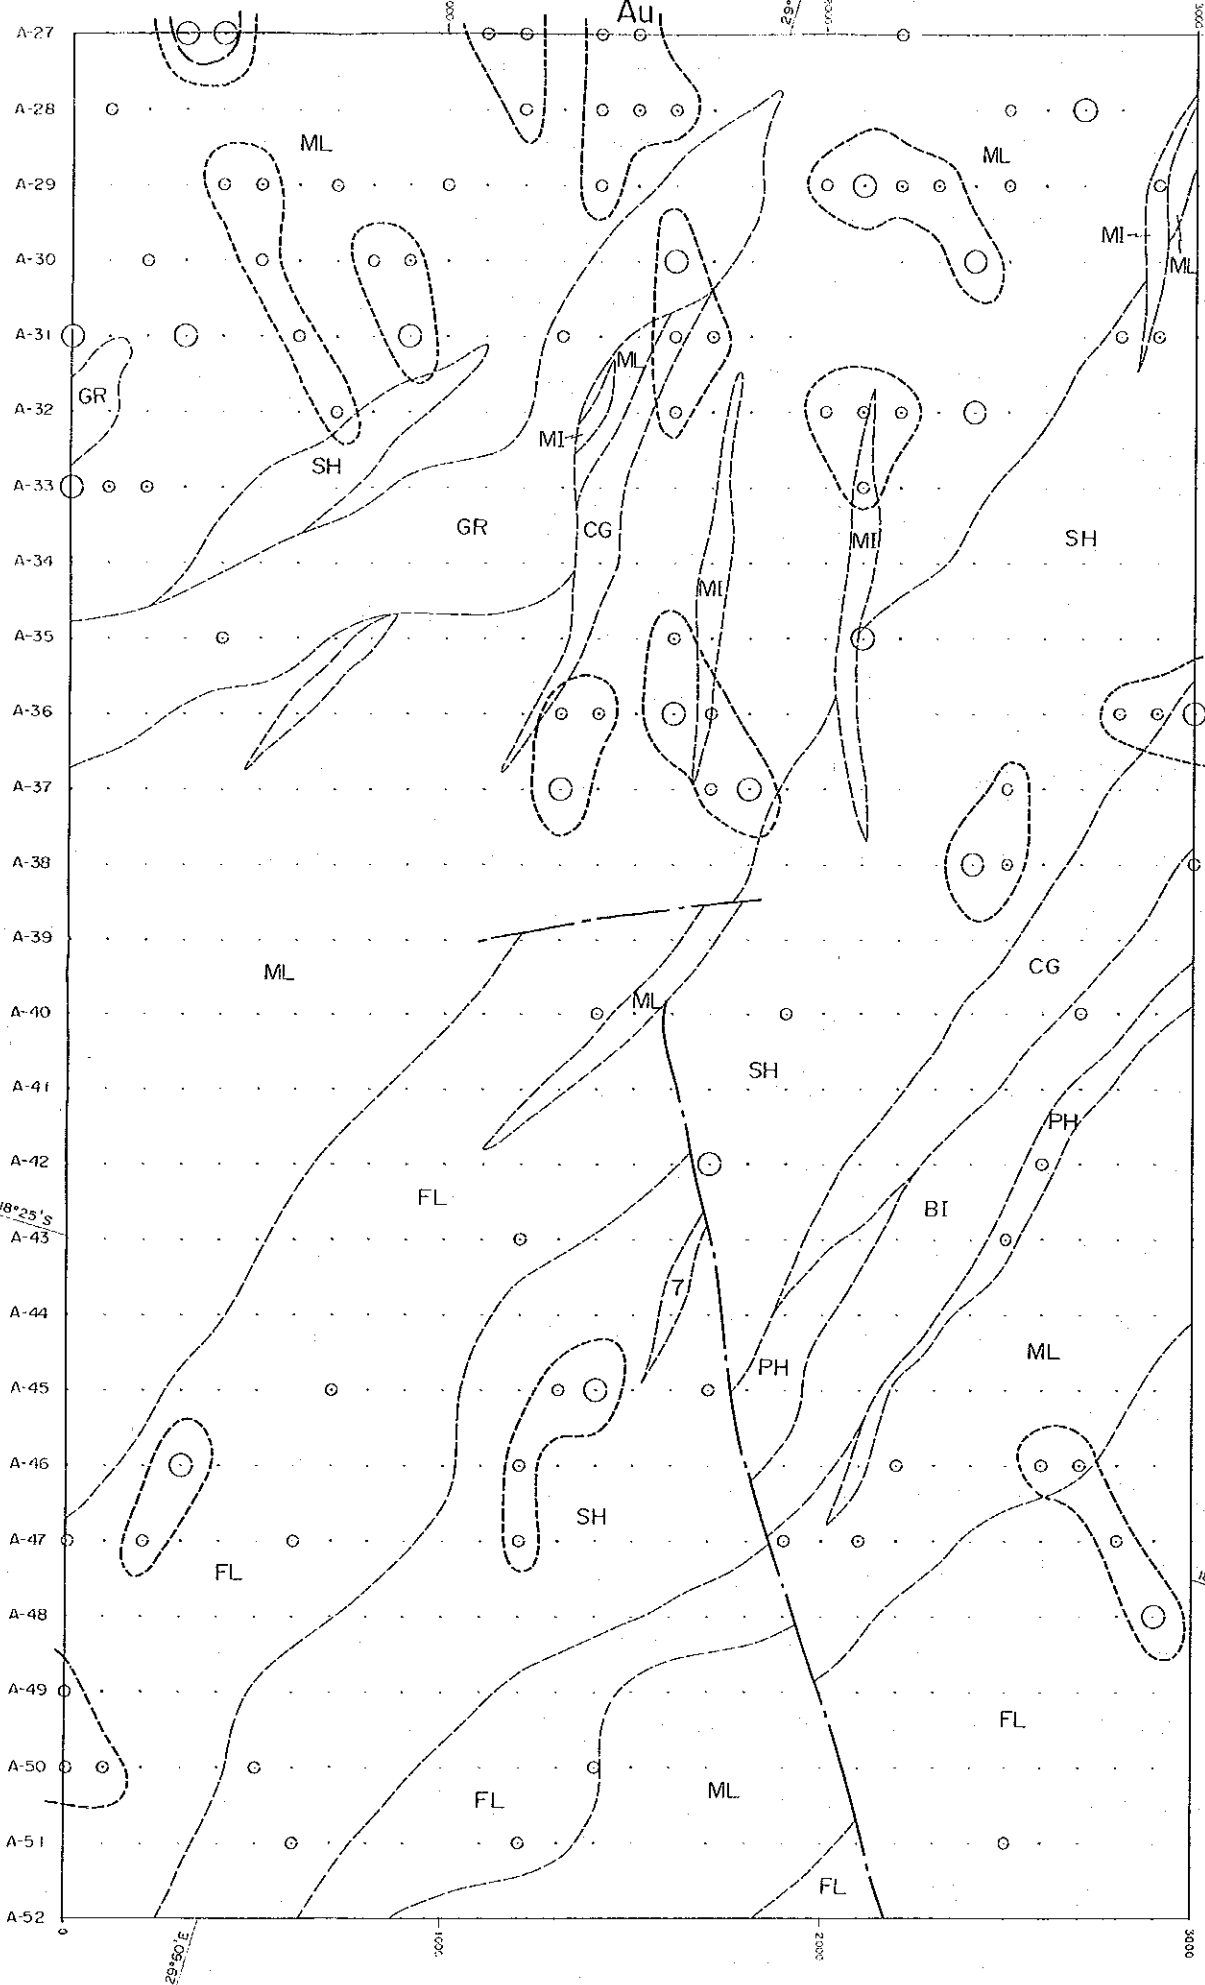 Au
29°
3000
A-27
A-28
ML
ML
A-29
MI
A-30
ML
A-31
ML
GR
A-32
MI
SH
A-33
GR
CG
MI
SH
A-34
MI
A-35
A-36
A-37
A-38
A-39
ML
CG
ML
A-40
SH
A-41
PH
A-42
FL
BI
18°25'S
A-43
7
A-44
ML
PH
A-45
A-46
SH
A-47
FL
A-48
A-49
FL
A-50
FL
ML
A-51
FL
A-52
0
1000
2000
3000
29°50'E